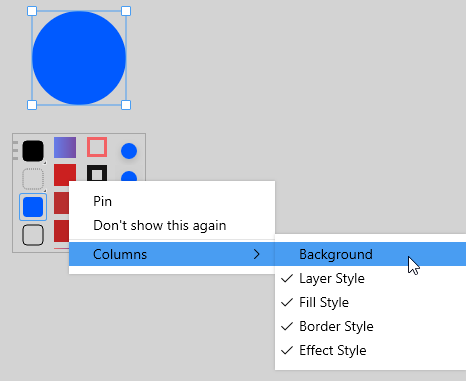 Pin
Don't show this again
Columns
Background
Layer Style
Fill Style
Border Style
Effect Style